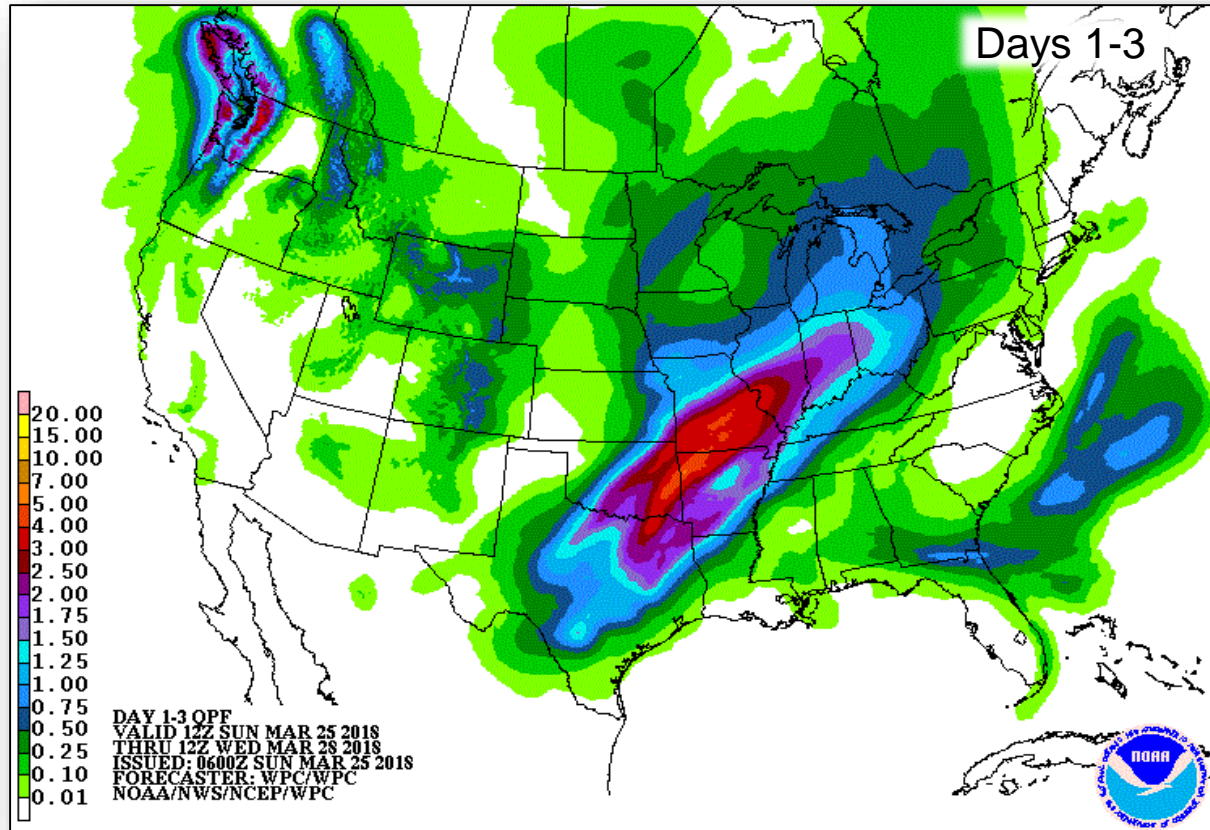 Days 1-3
20.00
15.00
10.00
7.00
5.00
4.00
3.00
2.50
2.00
1.75
1.50
1.25
1.00
0.75
0.50
0.25
0.10
0.01
DAY 1-3 QPF
VALID 12Z SUN MAR 25 2018
THRU 12Z WED MAR 28 2018
ISSUED: 0600Z SUN MAR 25 2018
FORECASTER: WPC/WPC
NOAA/NWS/NCEP/WPC
NOAA